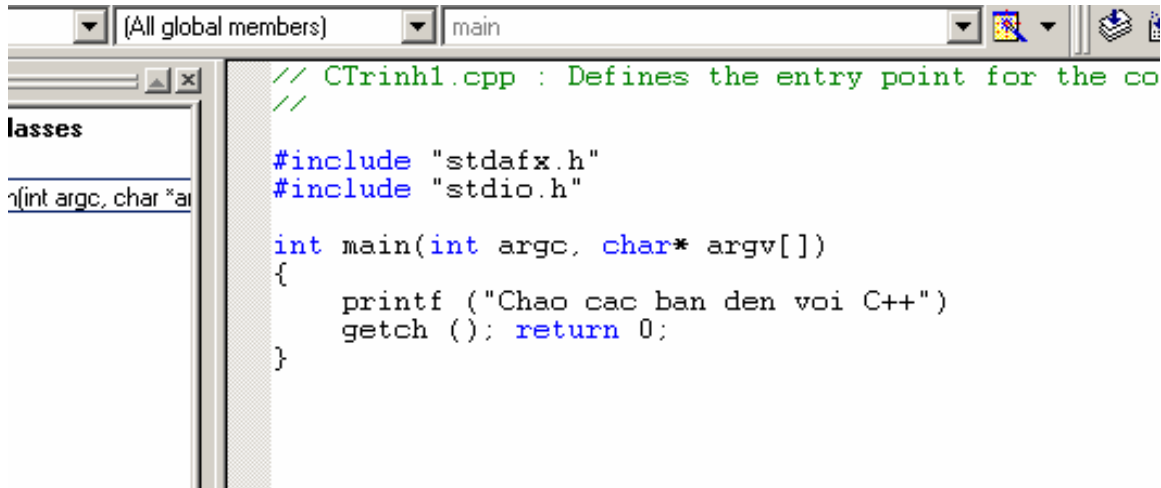 (All global members) main
// CTrinh1.cpp : Defines the entry point for the co
//
lasses
#include "stdafx.h"
#include "stdio.h"
n(int argc, char *ar
int main(int argc, char* argv[])
{
printf ("Chao cac ban den voi C++")
getch (); return 0;
}